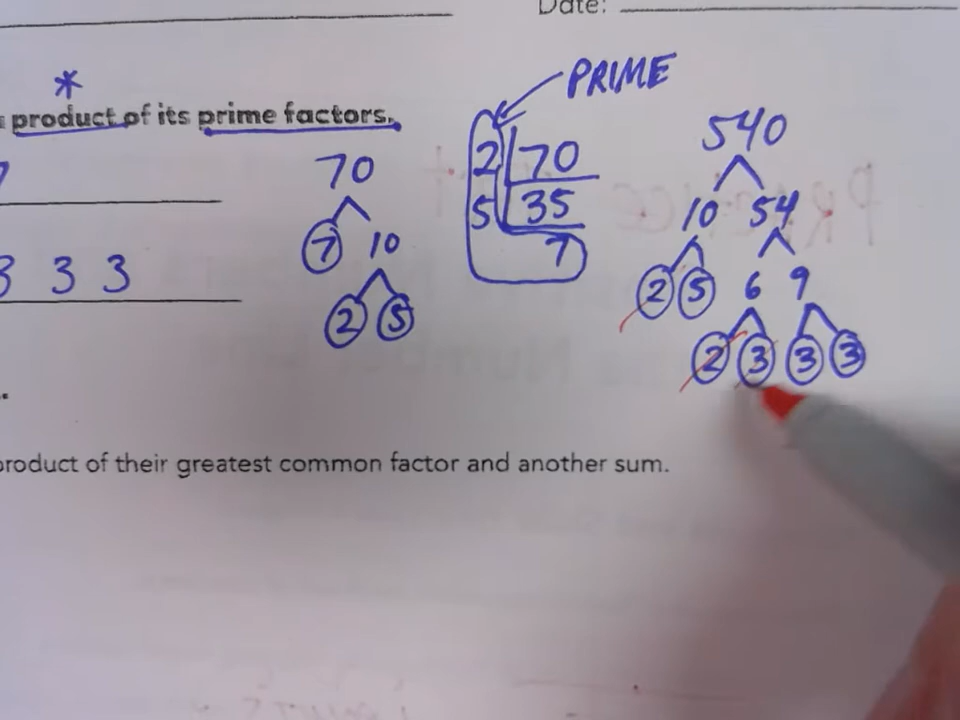 Date:
*
PRIME
product of its prime factors.
70
7 10
2 5
2 70
5 35
7
540
10 54
2 5 6 9
2 3 3 3
3 3 3
product of their greatest common factor and another sum.